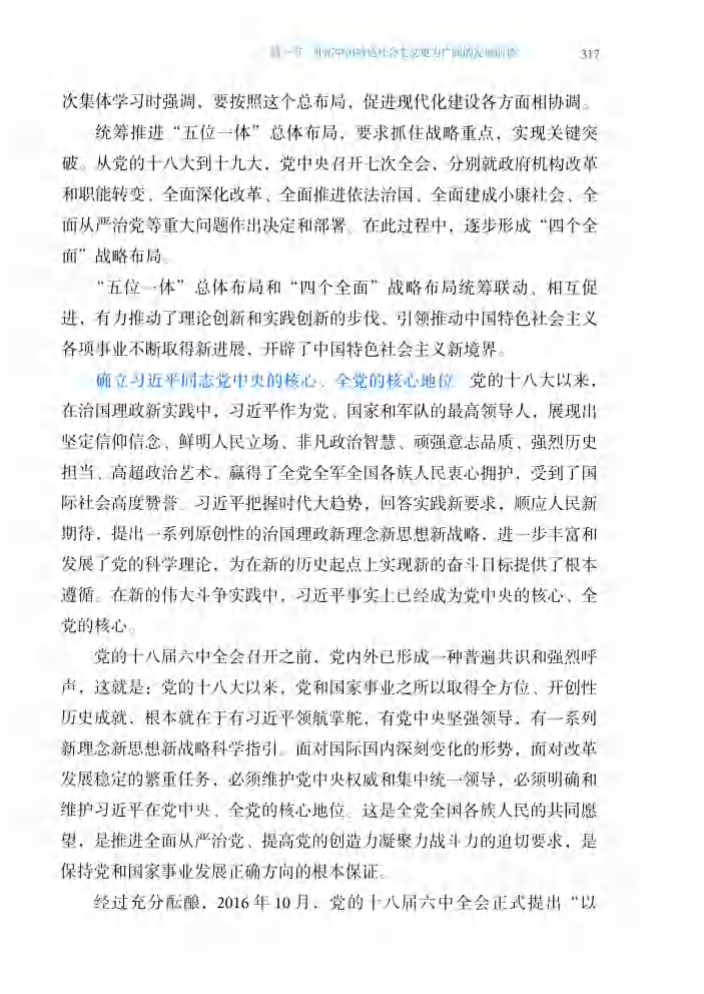 第一节 开拓中国特色社会主义更为广阔的发展前景 317
次集体学习时强调，要按照这个总布局，促进现代化建设各方面相协调。
统筹推进“五位一体”总体布局，要求抓住战略重点，实现关键突
破。从党的十八大到十九大，党中央召开七次全会，分别就政府机构改革
和职能转变、全面深化改革、全面推进依法治国、全面建成小康社会、全
面从严治党等重大问题作出决定和部署。在此过程中，逐步形成“四个全
面”战略布局。
“五位一体”总体布局和“四个全面”战略布局统筹联动、相互促
进，有力推动了理论创新和实践创新的步伐、引领推动中国特色社会主义
各项事业不断取得新进展，开辟了中国特色社会主义新境界。
确立习近平同志党中央的核心、全党的核心地位 党的十八大以来，
在治国理政新实践中，习近平作为党、国家和军队的最高领导人，展现出
坚定信仰信念、鲜明人民立场、非凡政治智慧、顽强意志品质、强烈历史
担当、高超政治艺术，赢得了全党全军全国各族人民衷心拥护，受到了国
际社会高度赞誉。习近平把握时代大趋势，回答实践新要求，顺应人民新
期待，提出一系列原创性的治国理政新理念新思想新战略，进一步丰富和
发展了党的科学理论，为在新的历史起点上实现新的奋斗目标提供了根本
遵循。在新的伟大斗争实践中，习近平事实上已经成为党中央的核心、全
党的核心。
党的十八届六中全会召开之前，党内外已形成一种普遍共识和强烈呼
声，这就是：党的十八大以来，党和国家事业之所以取得全方位、开创性
历史成就，根本就在于有习近平领航掌舵，有党中央坚强领导，有一系列
新理念新思想新战略科学指引。面对国际国内深刻变化的形势，面对改革
发展稳定的繁重任务，必须维护党中央权威和集中统一领导，必须明确和
维护习近平在党中央、全党的核心地位。这是全党全国各族人民的共同愿
望，是推进全面从严治党、提高党的创造力凝聚力战斗力的迫切要求，是
保持党和国家事业发展正确方向的根本保证。
经过充分酝酿，2016 年 10 月，党的十八届六中全会正式提出“以